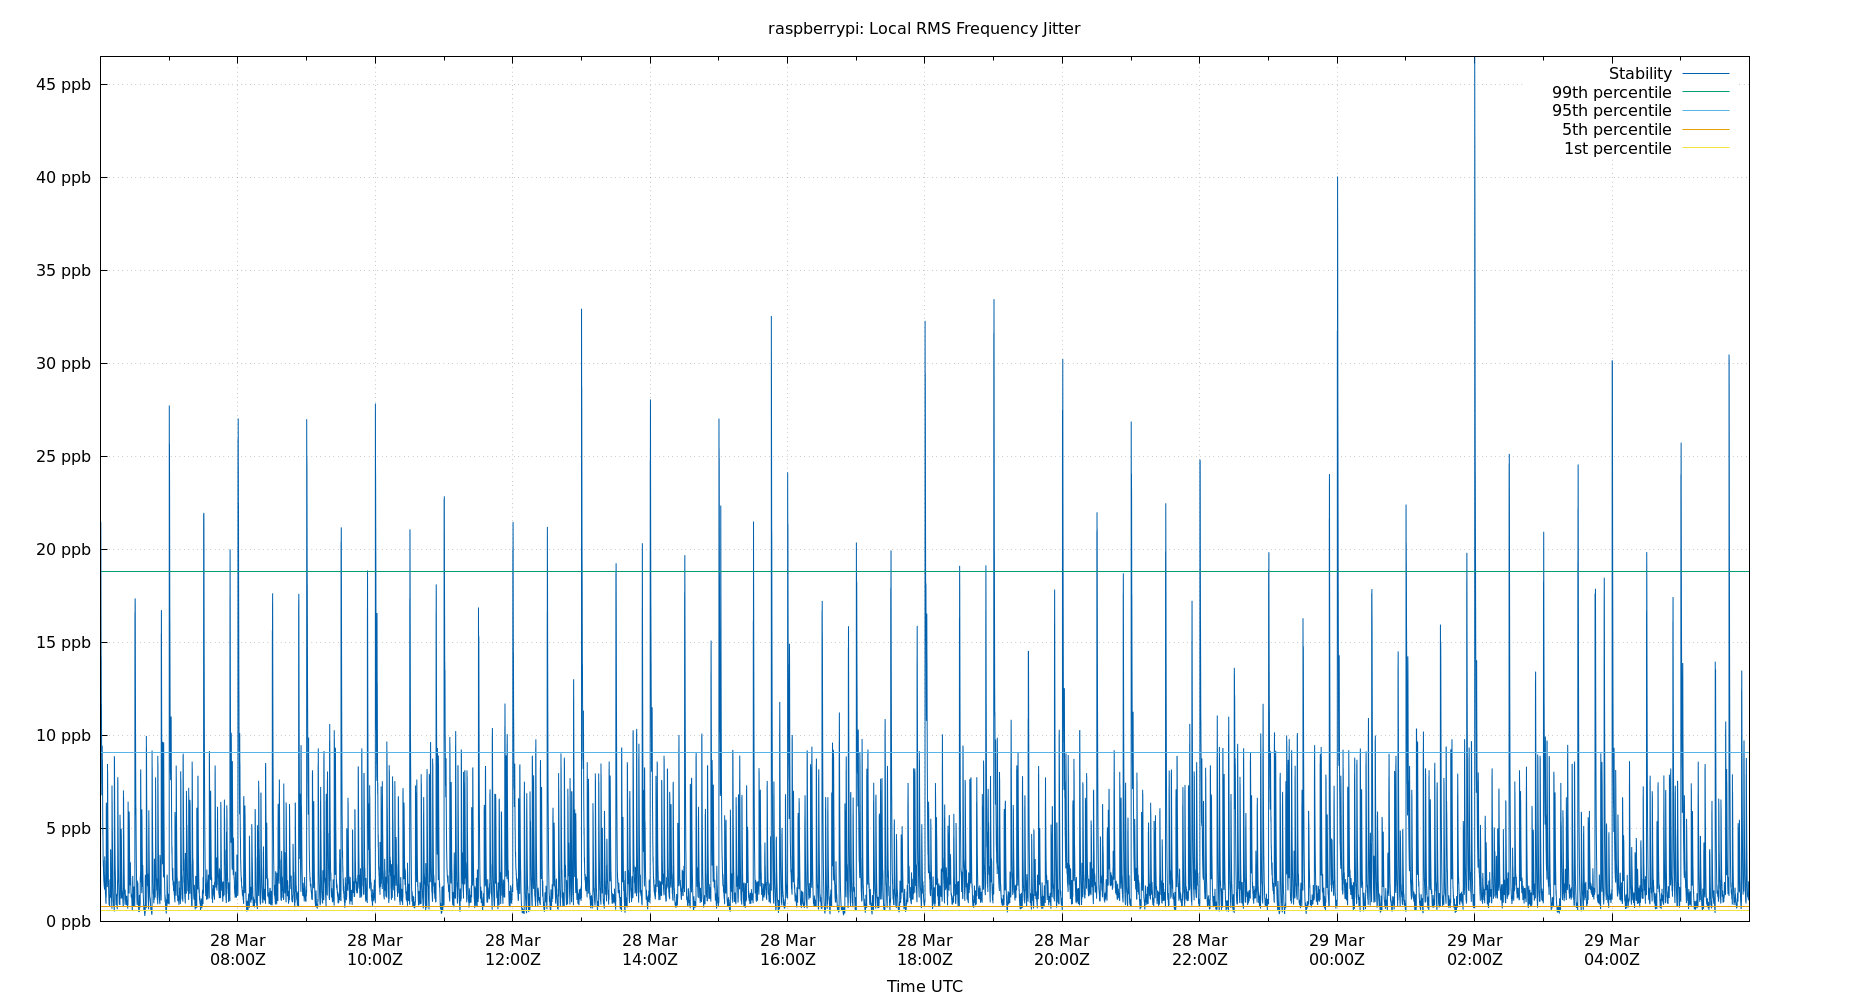 raspberrypi: Local RMS Frequency Jitter
45 ppb
40 ppb
35 ppb
30 ppb
25 ppb
20 ppb
15 ppb
10 ppb
5 ppb
0 ppb
Stability
99th percentile
95th percentile
5th percentile
1st percentile
28 Mar 28 Mar 28 Mar 28 Mar 28 Mar 28 Mar 28 Mar 28 Mar 29 Mar 29 Mar 29 Mar
08:00Z 10:00Z 12:00Z 14:00Z 16:00Z 18:00Z 20:00Z 22:00Z 00:00Z 02:00Z 04:00Z
Time UTC